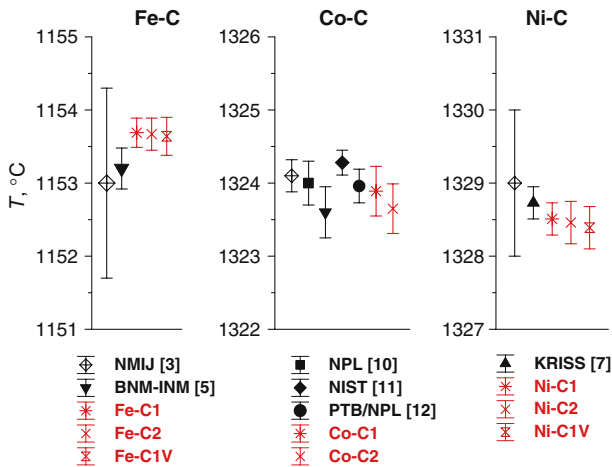 Fe-C Co-C Ni-C
T, °C
1155
1154
1153
1152
1151
1326
1325
1324
1323
1322
1331
1330
1329
1328
1327
NMIJ [3]
BNM-INM [5]
Fe-C1
Fe-C2
Fe-C1V
NPL [10]
NIST [11]
PTB/NPL [12]
Co-C1
Co-C2
KRISS [7]
Ni-C1
Ni-C2
Ni-C1V